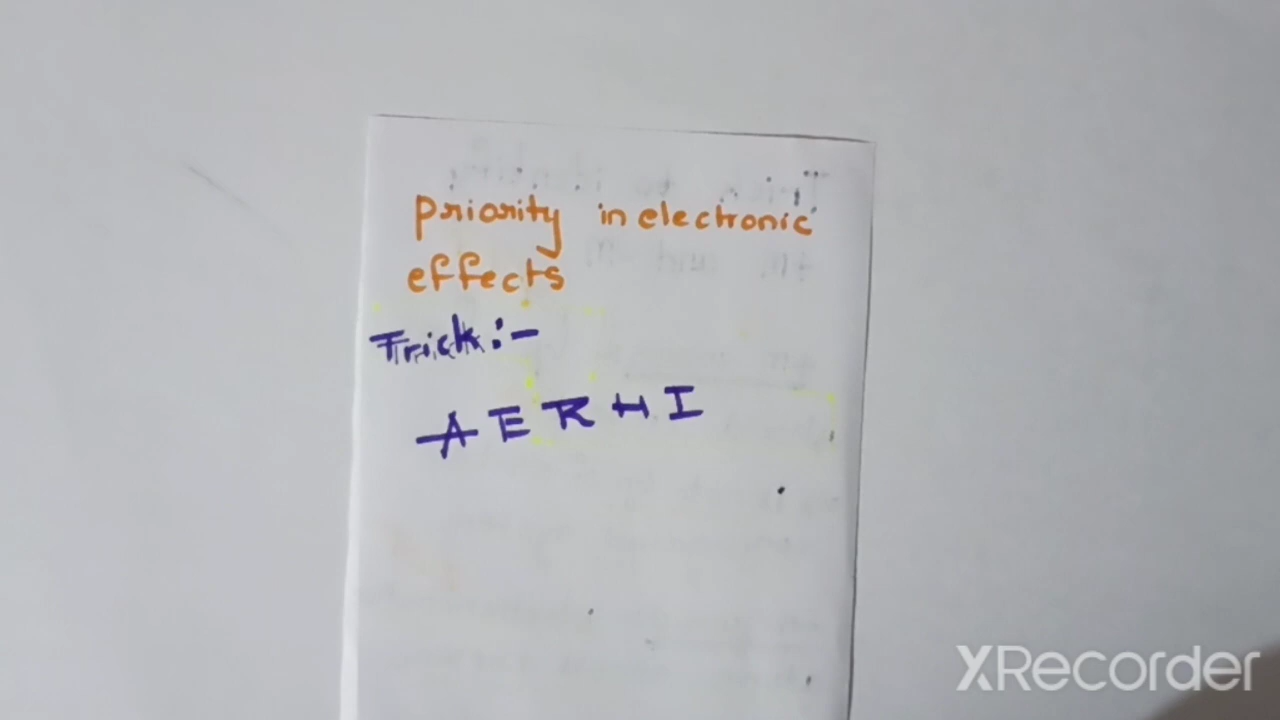 priority in electronic
effects
Trick:-
A E R H I
XRecorder